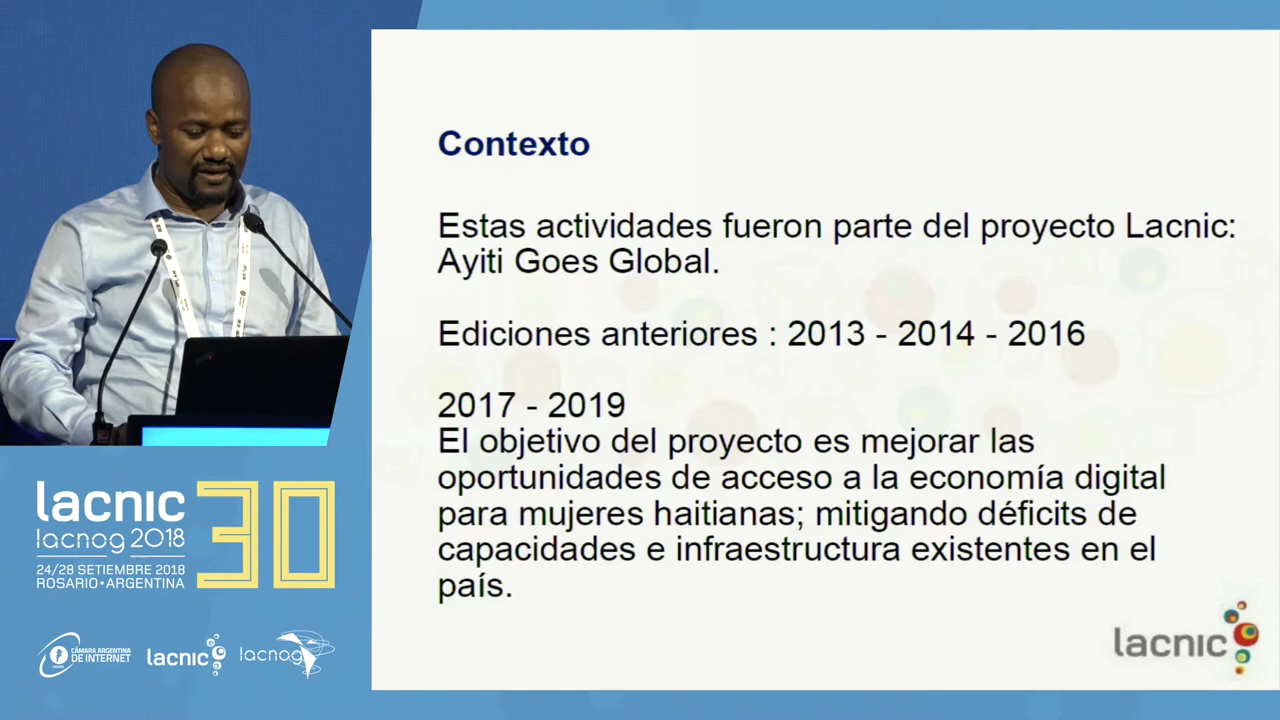 Contexto
Estas actividades fueron parte del proyecto Lacnic:
Ayiti Goes Global.
Ediciones anteriores : 2013 - 2014 - 2016
2017 - 2019
El objetivo del proyecto es mejorar las
oportunidades de acceso a la economía digital
para mujeres haitianas; mitigando déficits de
capacidades e infraestructura existentes en el
país.
lacnic
lacnic 30
lacnog 2018
24/28 SETIEMBRE 2018
ROSARIO • ARGENTINA
CÁMARA ARGENTINA
DE INTERNET
lacnic
lacnog